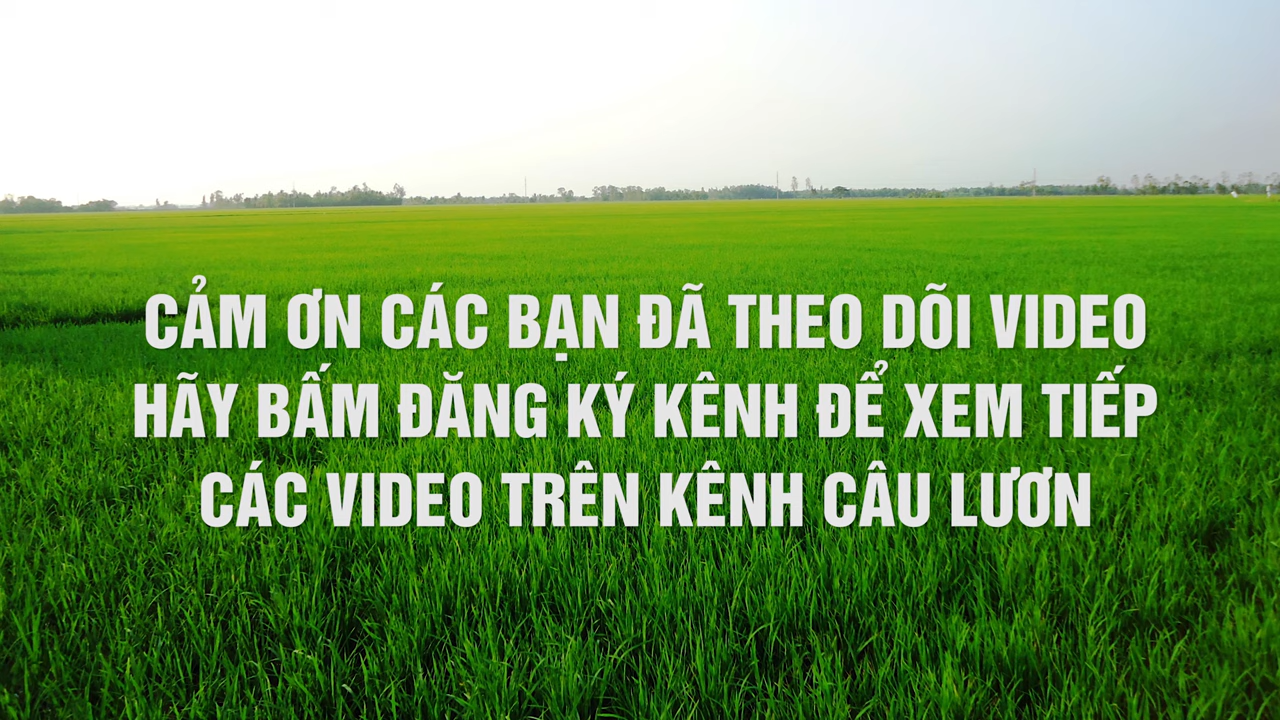 CẢM ƠN CÁC BẠN ĐÃ THEO DÕI VIDEO
HÃY BẤM ĐĂNG KÝ KÊNH ĐỂ XEM TIẾP
CÁC VIDEO TRÊN KÊNH CÂU LƯƠN